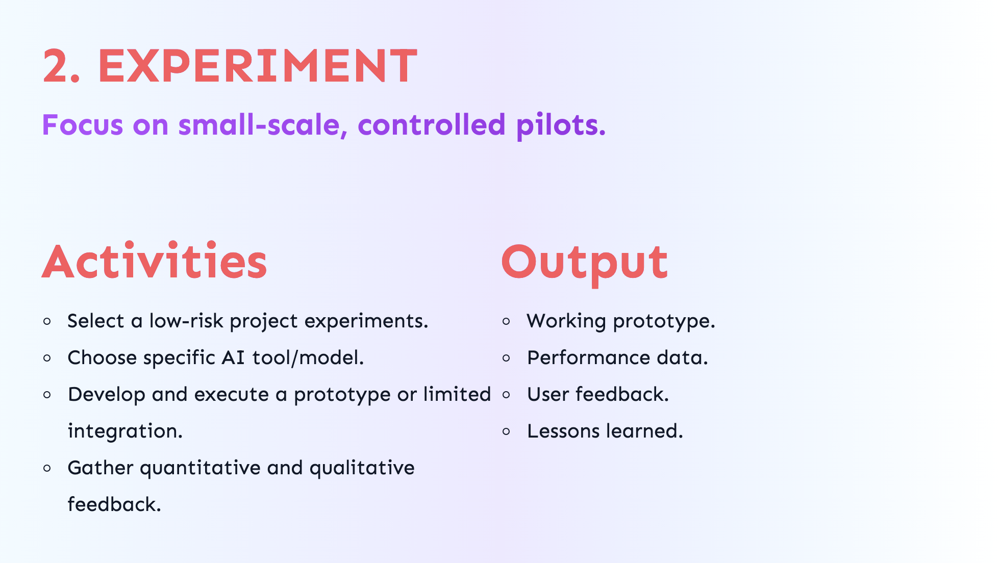 2. EXPERIMENT
Focus on small-scale, controlled pilots.
Activities
◦ Select a low-risk project experiments.
◦ Choose specific AI tool/model.
◦ Develop and execute a prototype or limited
integration.
◦ Gather quantitative and qualitative
feedback.
Output
◦ Working prototype.
◦ Performance data.
◦ User feedback.
◦ Lessons learned.